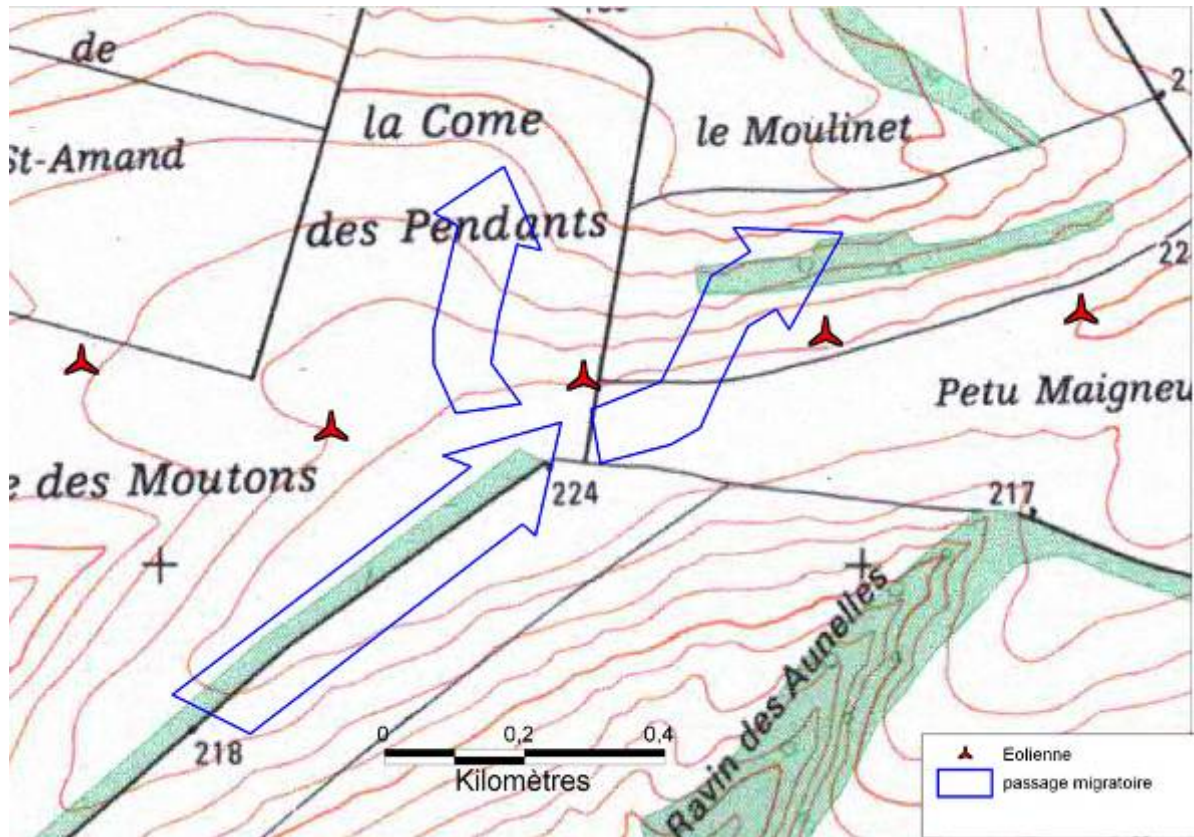 de
la Come
le Moulinet
St-Amand
des Pendants
22
Petu Maigneu
e des Moutons
224
217
218
Ravin des Aunelles
0 0,2 0,4
Kilomètres
Eolienne
passage migratoire